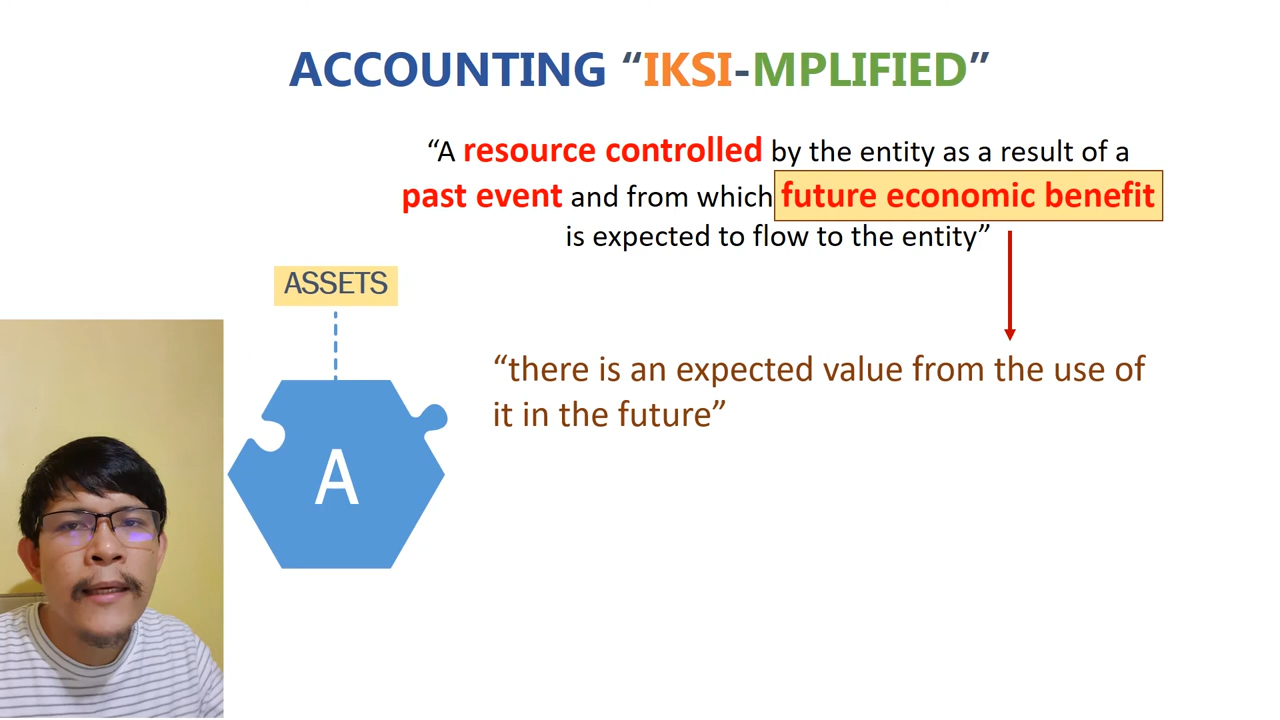 ACCOUNTING “IKSI-MPLIFIED”
“A resource controlled by the entity as a result of a
past event and from which future economic benefit
is expected to flow to the entity”
ASSETS
“there is an expected value from the use of
it in the future”
A